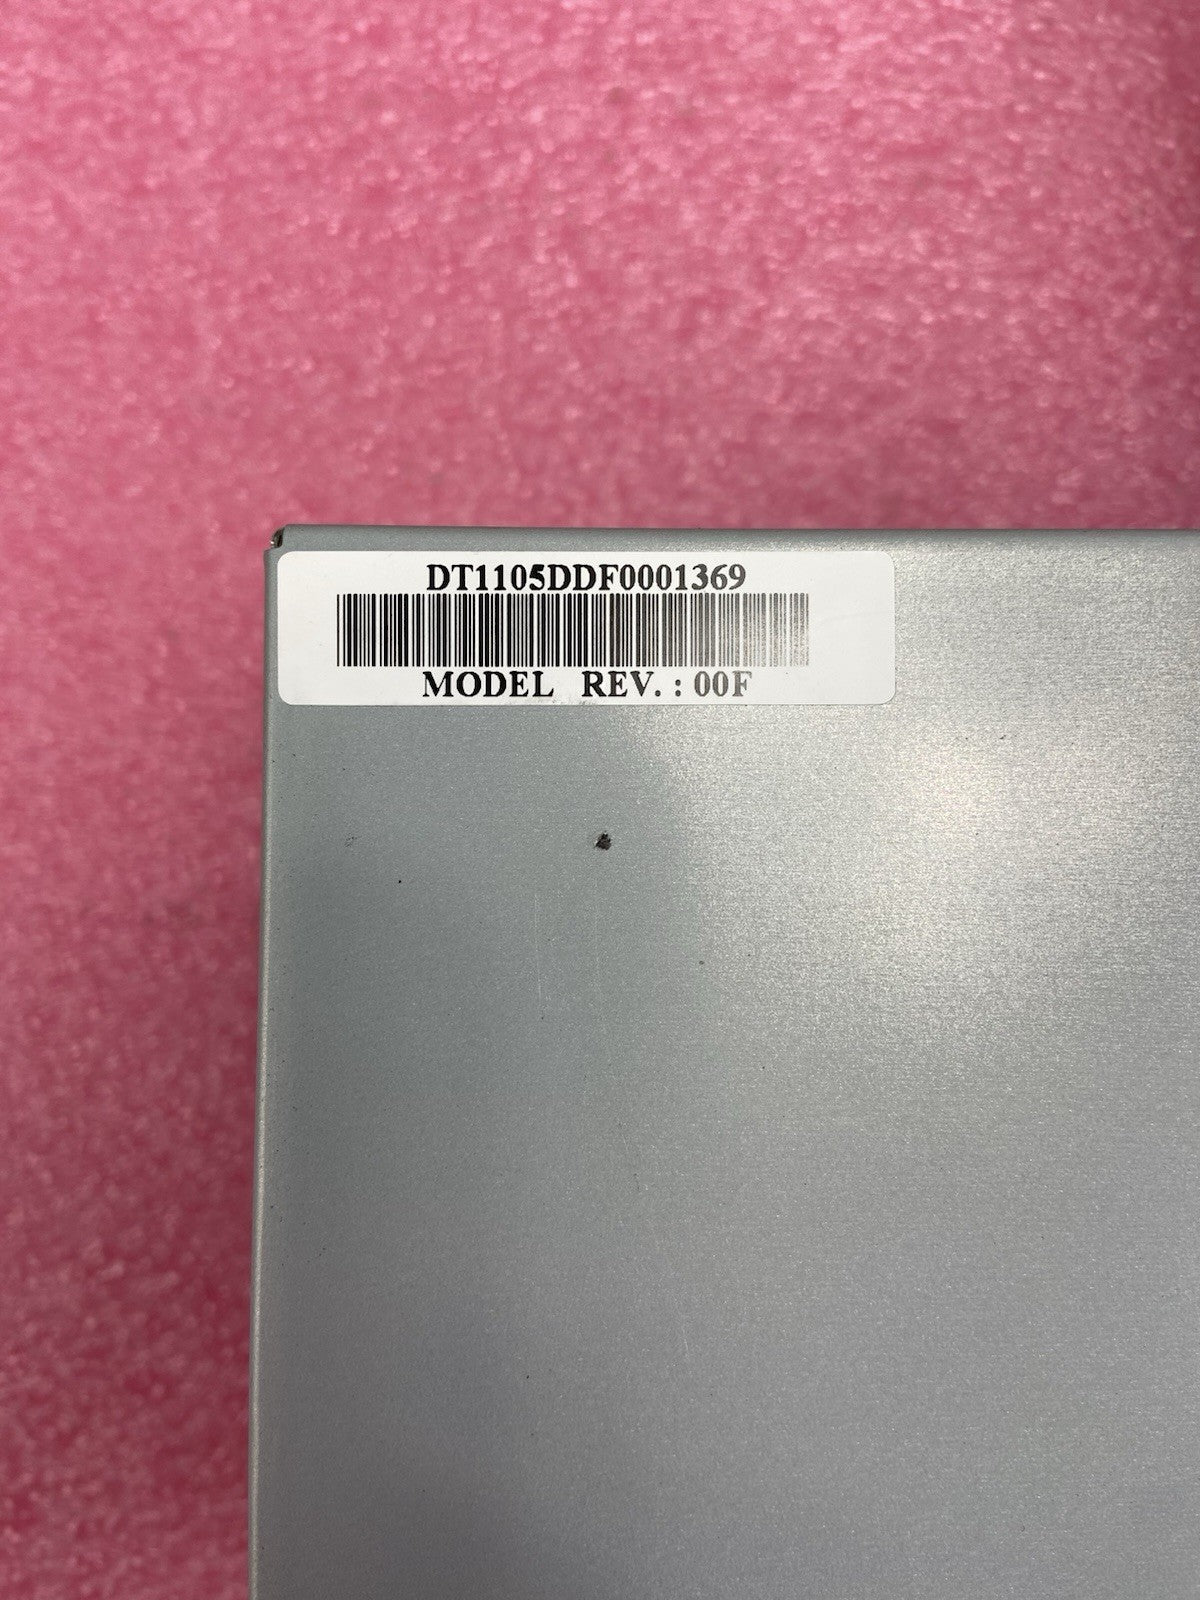 DT1105DDF0001369
MODEL REV. : 00F